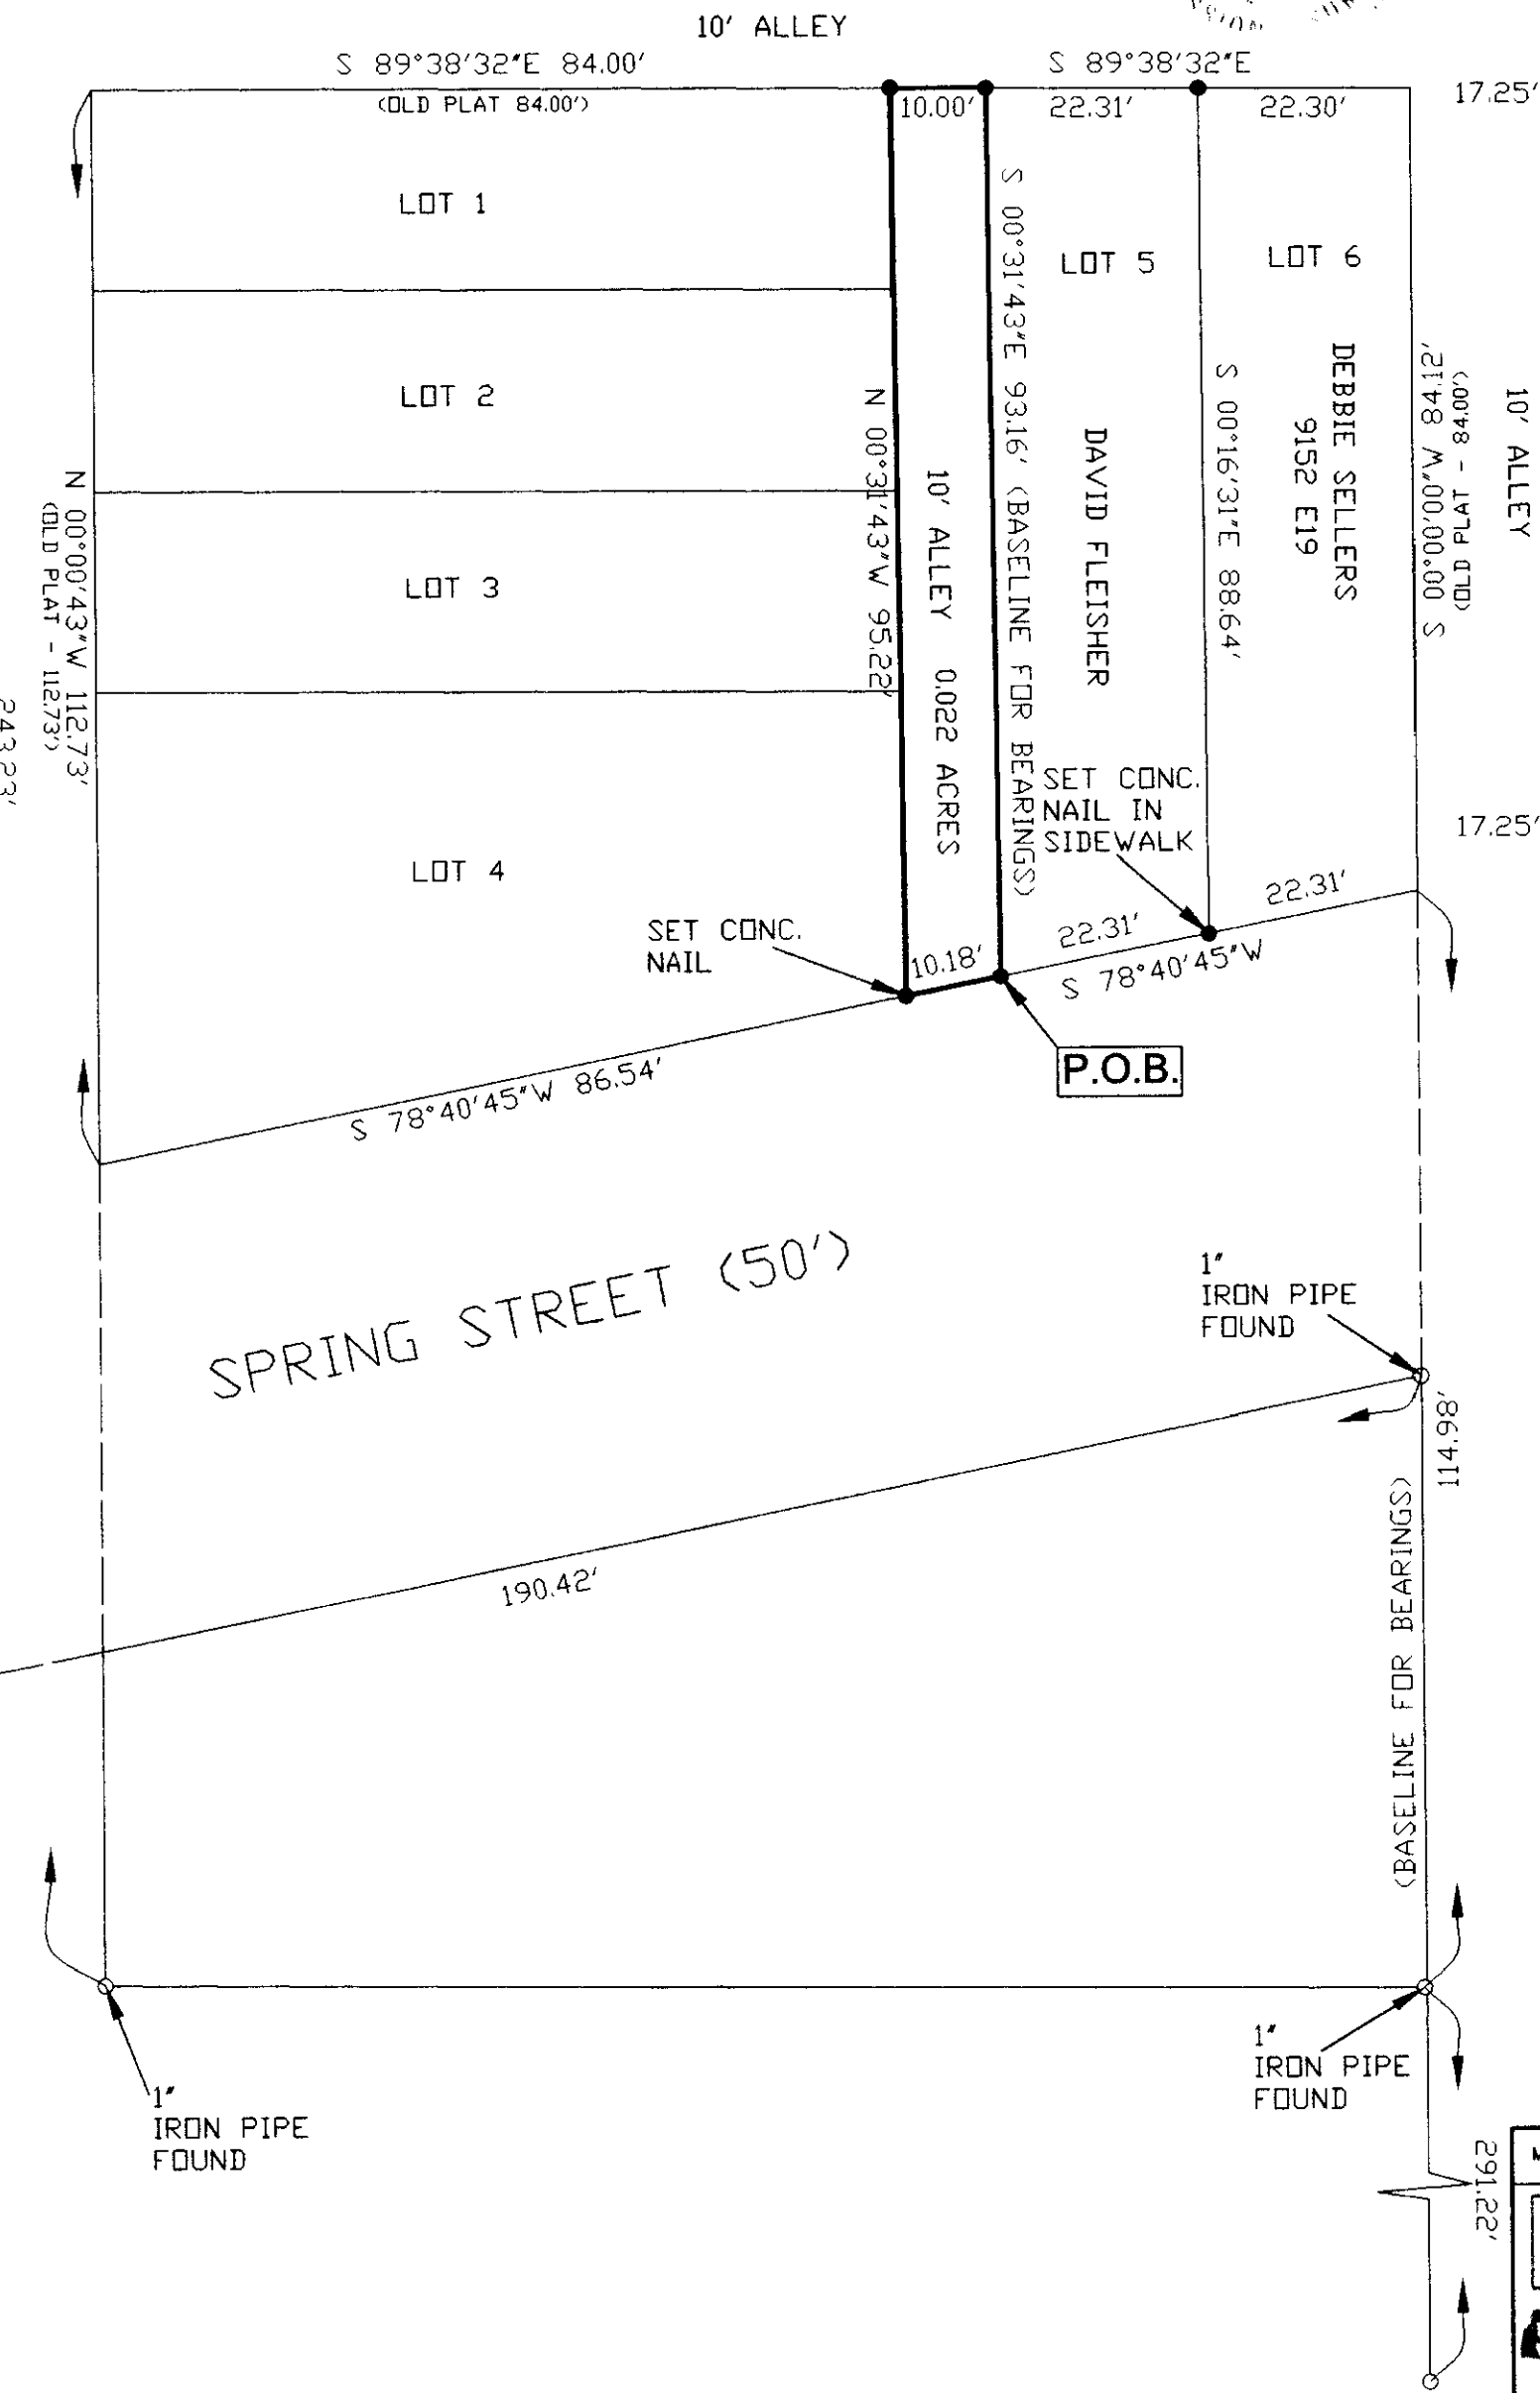 10' ALLEY
S 89°38'32"E 84.00'
(OLD PLAT 84.00')
S 89°38'32"E
10.00'
22.31'
22.30'
17.25'
LOT 1
LOT 2
LOT 3
LOT 4
LOT 5
LOT 6
S 00°31'43"E 93.16' (BASELINE FOR BEARINGS)
N 00°31'43"W 95.22'
10' ALLEY 0.022 ACRES
DAVID FLEISHER
S 00°16'31"E 88.64'
DEBBIE SELLERS
9152 E19
S 00°00'00"W 84.12'
(OLD PLAT - 84.00')
10' ALLEY
17.25'
N 00°00'43"W 112.73'
(OLD PLAT - 112.73')
243.23'
SET CONC.
NAIL IN
SIDEWALK
SET CONC.
NAIL
10.18'
22.31'
22.31'
S 78°40'45"W
P.O.B.
S 78°40'45"W 86.54'
SPRING STREET (50')
1"
IRON PIPE
FOUND
114.98'
(BASELINE FOR BEARINGS)
190.42'
1"
IRON PIPE
FOUND
1"
IRON PIPE
FOUND
291.22'